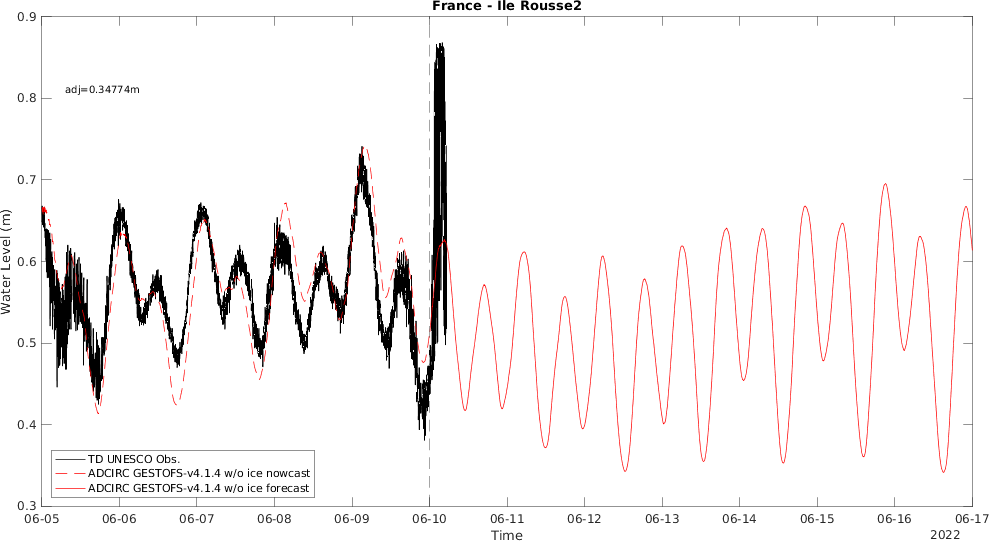 France - Ile Rousse2
0.9
0.8
0.7
0.6
0.5
0.4
0.3
Water Level (m)
adj=0.34774m
TD UNESCO Obs.
ADCIRC GESTOFS-v4.1.4 w/o ice nowcast
ADCIRC GESTOFS-v4.1.4 w/o ice forecast
06-05 06-06 06-07 06-08 06-09 06-10 06-11 06-12 06-13 06-14 06-15 06-16 06-17
Time
2022